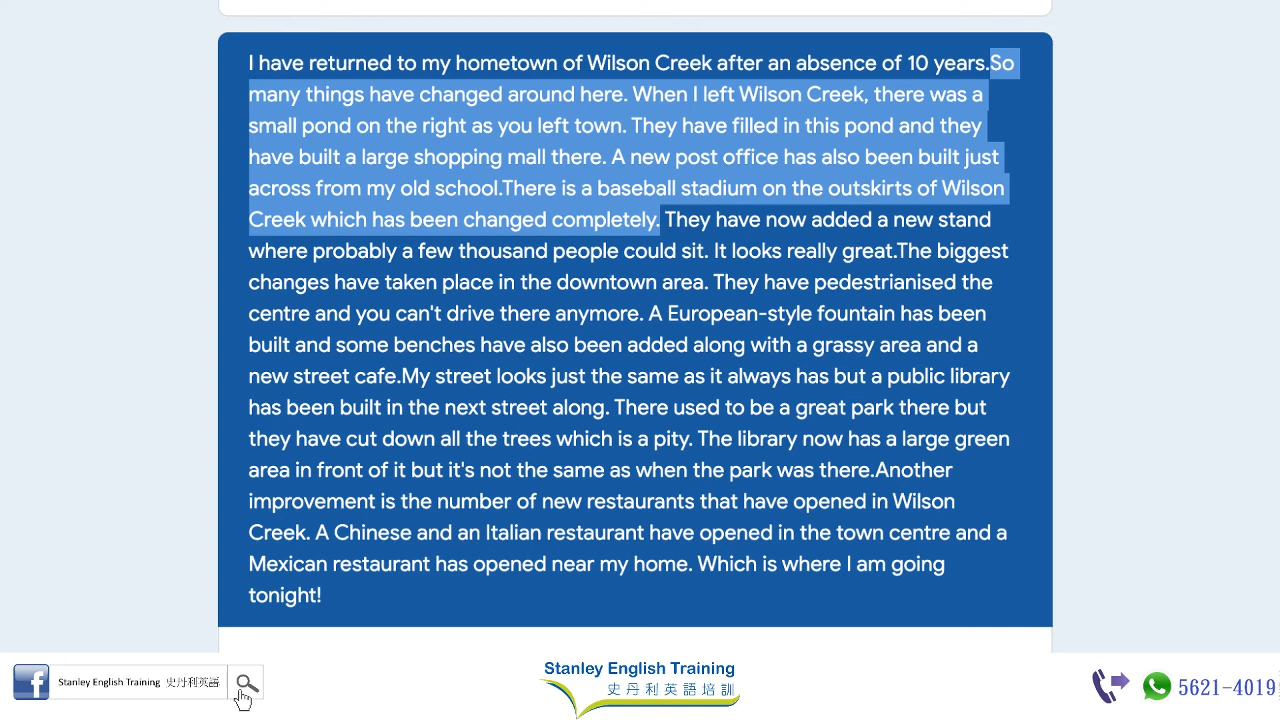 I have returned to my hometown of Wilson Creek after an absence of 10 years.So
many things have changed around here. When I left Wilson Creek, there was a
small pond on the right as you left town. They have filled in this pond and they
have built a large shopping mall there. A new post office has also been built just
across from my old school.There is a baseball stadium on the outskirts of Wilson
Creek which has been changed completely. They have now added a new stand
where probably a few thousand people could sit. It looks really great.The biggest
changes have taken place in the downtown area. They have pedestrianised the
centre and you can't drive there anymore. A European-style fountain has been
built and some benches have also been added along with a grassy area and a
new street cafe.My street looks just the same as it always has but a public library
has been built in the next street along. There used to be a great park there but
they have cut down all the trees which is a pity. The library now has a large green
area in front of it but it's not the same as when the park was there.Another
improvement is the number of new restaurants that have opened in Wilson
Creek. A Chinese and an Italian restaurant have opened in the town centre and a
Mexican restaurant has opened near my home. Which is where I am going
tonight!
Stanley English Training 史丹利英語
Stanley English Training
史丹利英語培訓
5621-4019